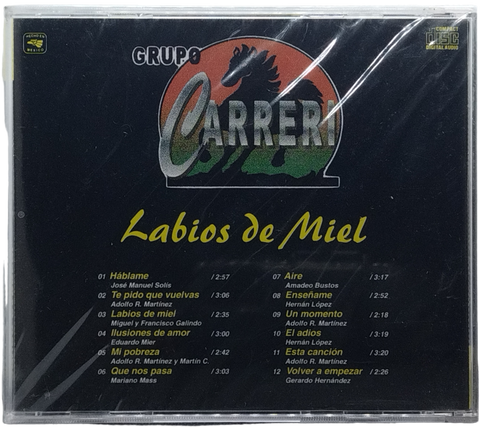 HECHO EN
MEXICO
COMPACT
DISC
DIGITAL AUDIO
GRUPO
CARRERI
Labios de Miel
01 Háblame / 2:57
José Manuel Solís
02 Te pido que vuelvas / 3:06
Adolfo R. Martínez
03 Labios de miel / 2:35
Miguel y Francisco Galindo
04 Ilusiones de amor / 3:00
Eduardo Mier
05 Mi pobreza / 2:42
Adolfo R. Martínez y Martín C.
06 Que nos pasa / 3:03
Mariano Mass
07 Aire / 3:17
Amadeo Bustos
08 Enseñame / 2:52
Hernán López
09 Un momento / 2:18
Adolfo R. Martínez
10 El adiós / 3:19
Hernán López
11 Esta canción / 3:20
Adolfo R. Martínez
12 Volver a empezar / 2:26
Gerardo Hernández